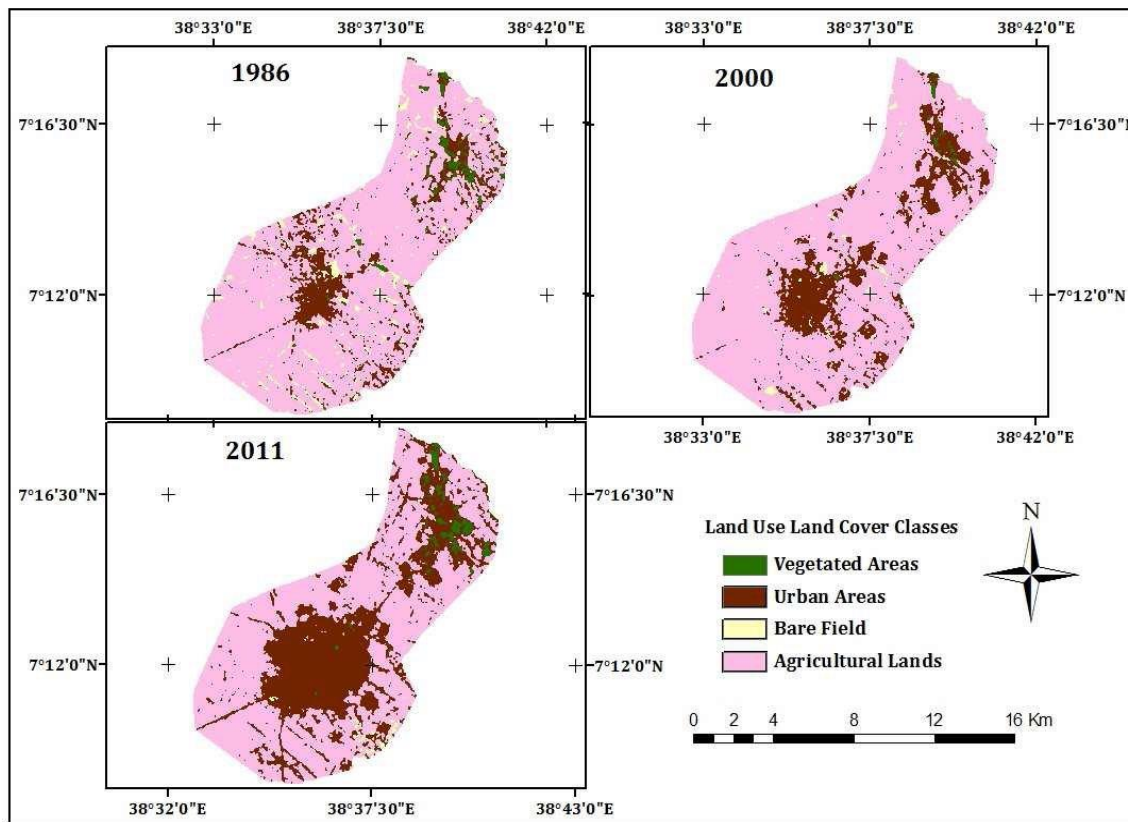 38°33'0"E 38°37'30"E 38°42'0"E 38°33'0"E 38°37'30"E 38°42'0"E
1986
2000
7°16'30"N
7°16'30"N
7°12'0"N
7°12'0"N
38°37'30"E
38°33'0"E 38°37'30"E 38°42'0"E
2011
7°16'30"N
7°16'30"N
7°12'0"N
7°12'0"N
38°32'0"E 38°37'30"E 38°43'0"E
Land Use Land Cover Classes
Vegetated Areas
Urban Areas
Bare Field
Agricultural Lands
N
0 2 4 8 12 16 Km